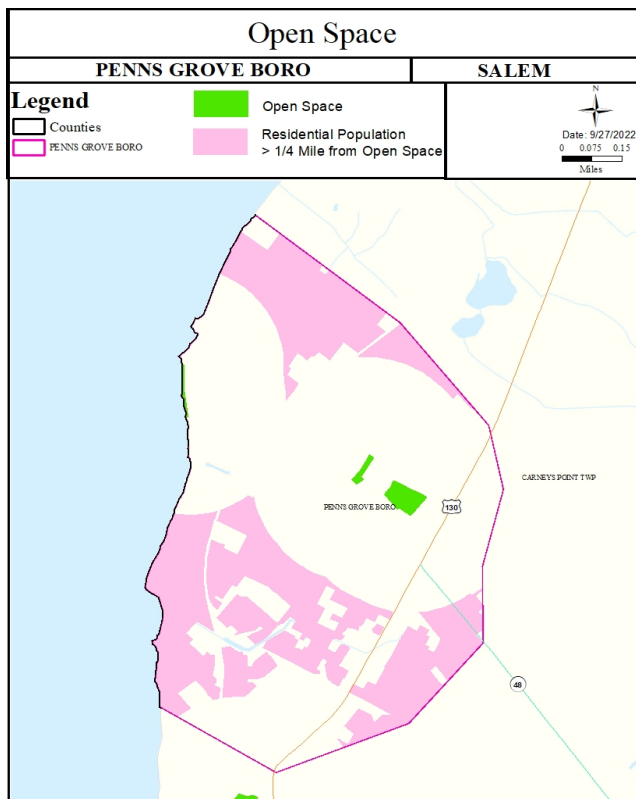 Open Space
PENNS GROVE BORO
SALEM
Legend
Counties
PENNS GROVE BORO
Open Space
Residential Population
> 1/4 Mile from Open Space
N
Date: 9/27/2022
0 0.075 0.15
Miles
CARNEYS POINT TWP
PENNS GROVE BORO
130
48